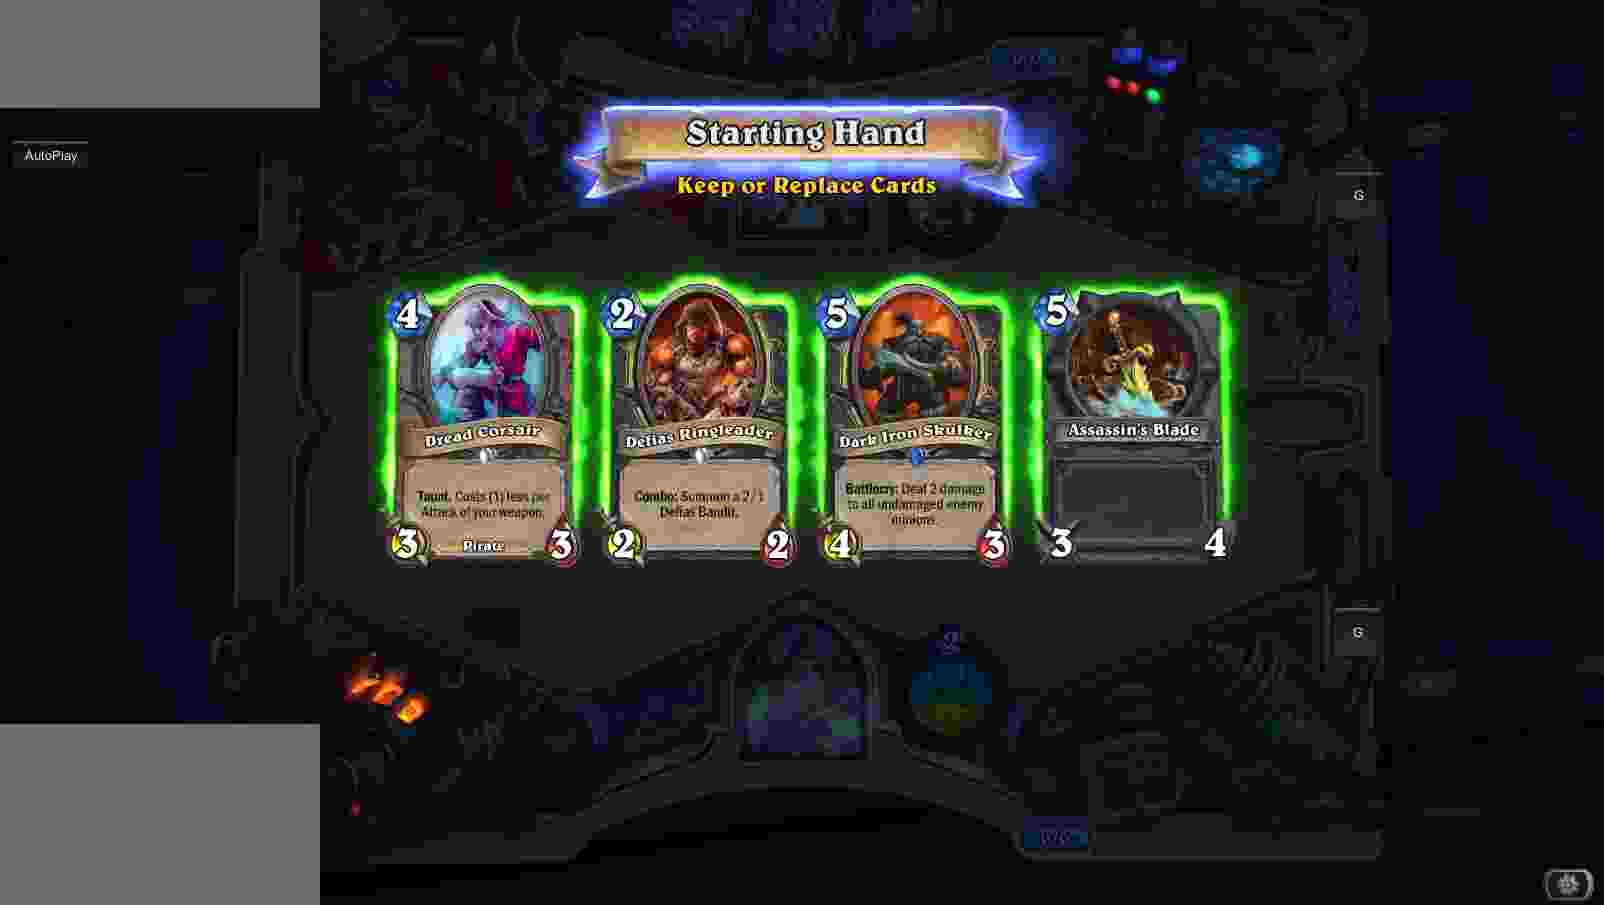 Starting Hand
Keep or Replace Cards
AutoPlay
G
4
2
5
5
Dread Corsair
Defias Ringleader
Dark Iron Skulker
Assassin's Blade
Taunt. Costs (1) less per
Attack of your weapon.
Pirate
Combo: Summon a 2/1
Defias Bandit.
Battlecry: Deal 2 damage
to all undamaged enemy
minions.
3
3
2
2
4
3
3
4
G
2